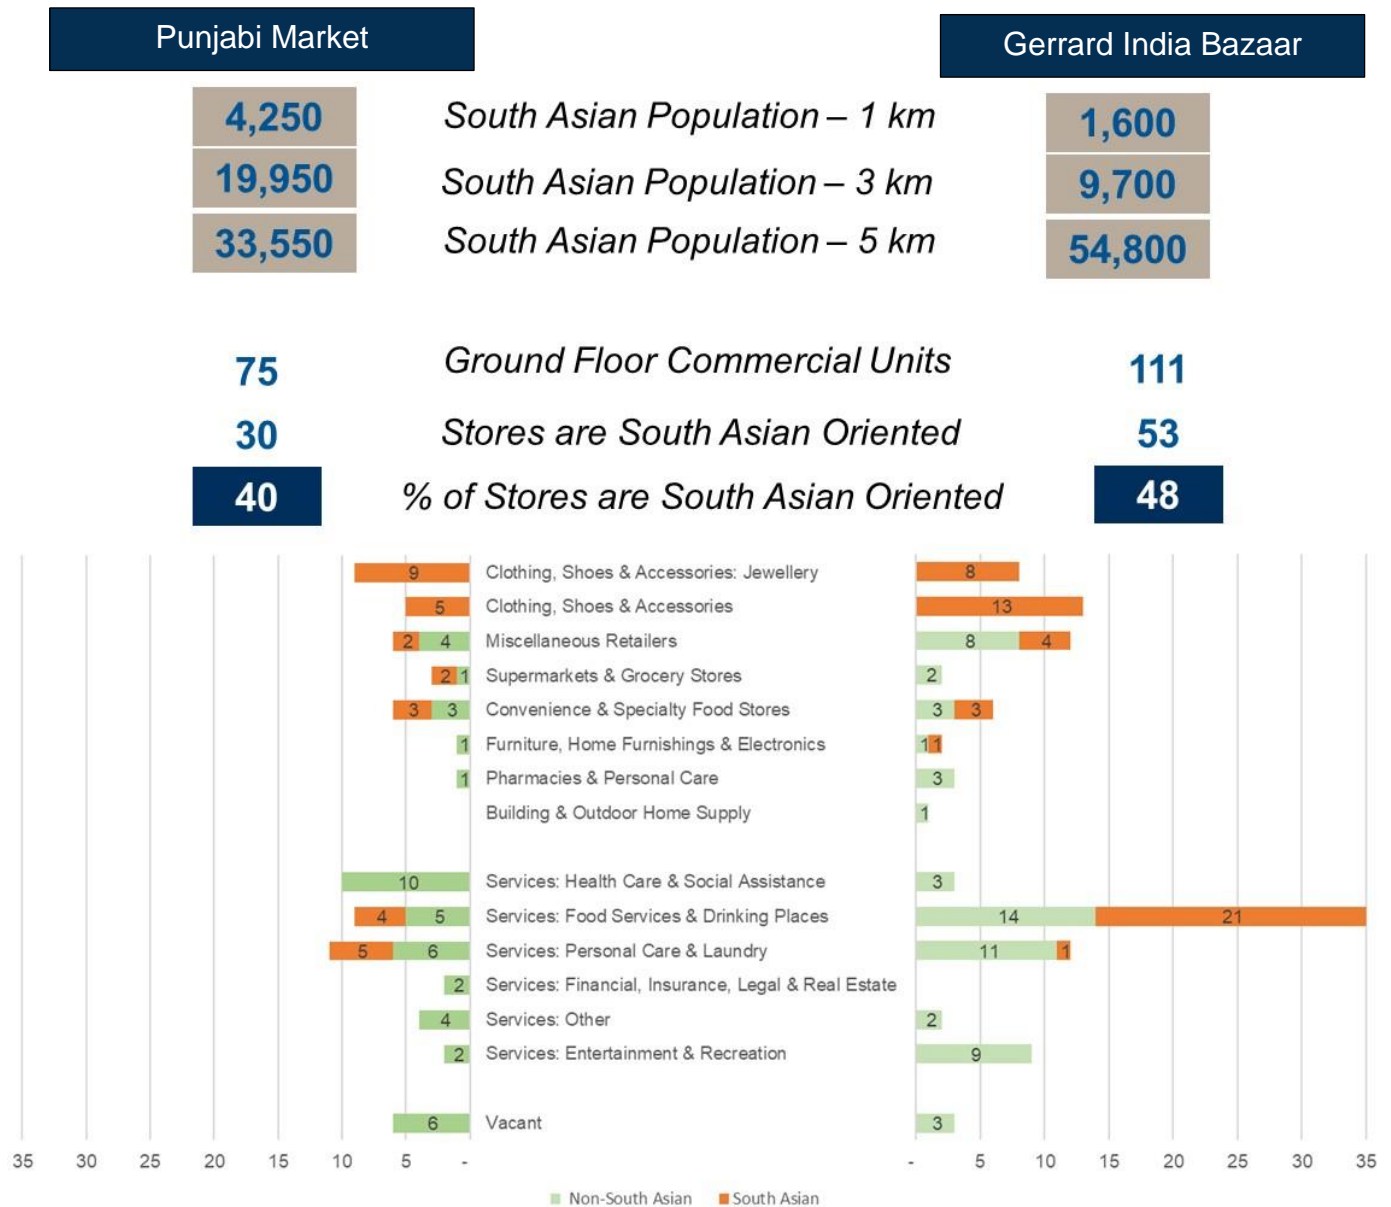 Punjabi Market Gerrard India Bazaar
4,250 South Asian Population – 1 km 1,600
19,950 South Asian Population – 3 km 9,700
33,550 South Asian Population – 5 km 54,800
75 Ground Floor Commercial Units 111
30 Stores are South Asian Oriented 53
40 % of Stores are South Asian Oriented 48
9 Clothing, Shoes & Accessories: Jewellery 8
5 Clothing, Shoes & Accessories 13
2 4 Miscellaneous Retailers 8 4
2 1 Supermarkets & Grocery Stores 2
3 3 Convenience & Specialty Food Stores 3 3
1 Furniture, Home Furnishings & Electronics 1 1
1 Pharmacies & Personal Care 3
Building & Outdoor Home Supply 1
10 Services: Health Care & Social Assistance 3
4 5 Services: Food Services & Drinking Places 14 21
5 6 Services: Personal Care & Laundry 11 1
2 Services: Financial, Insurance, Legal & Real Estate
4 Services: Other 2
2 Services: Entertainment & Recreation 9
6 Vacant 3
35 30 25 20 15 10 5 - - 5 10 15 20 25 30 35
Non-South Asian South Asian